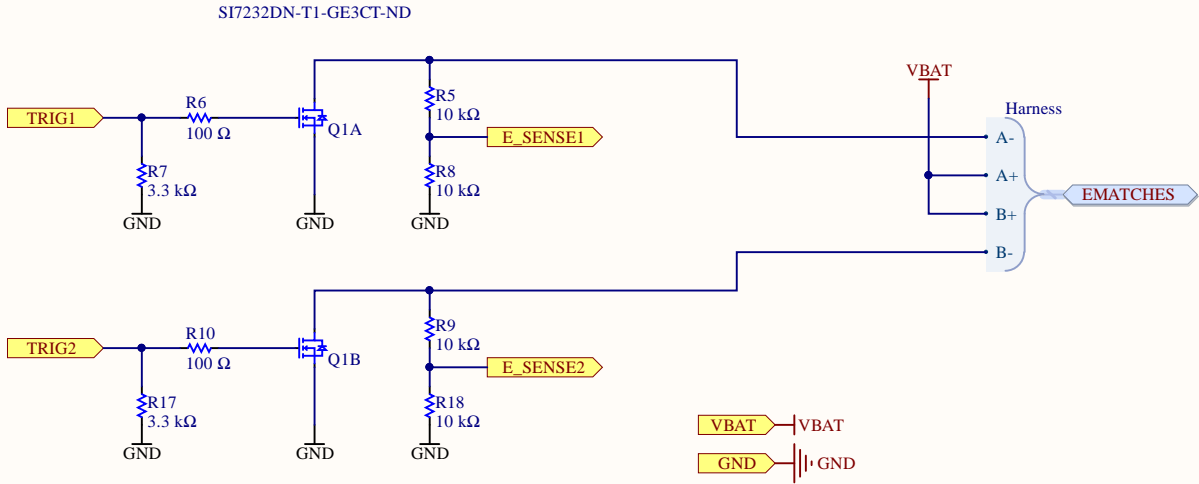 SI7232DN-T1-GE3CT-ND
VBAT
Harness
TRIG1
R6
100 Ω
Q1A
R5
10 kΩ
E_SENSE1
R7
3.3 kΩ
R8
10 kΩ
GND
GND
GND
A-
A+
B+
B-
EMATCHES
TRIG2
R10
100 Ω
Q1B
R9
10 kΩ
E_SENSE2
R17
3.3 kΩ
R18
10 kΩ
GND
GND
GND
VBAT
VBAT
GND
GND